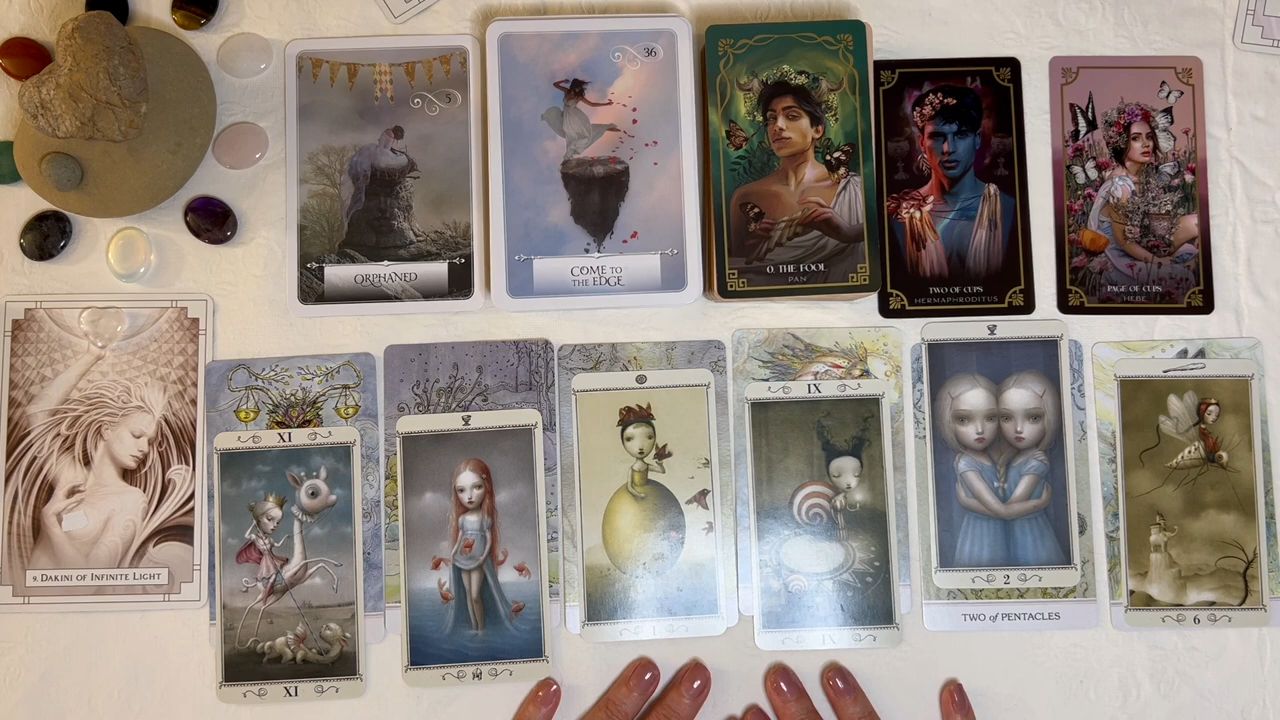 5
ORPHANED
36
COME TO
THE EDGE
0. THE FOOL
PAN
TWO OF CUPS
HERMAPHRODITUS
PAGE OF CUPS
HEBE
9. DAKINI OF INFINITE LIGHT
XI
XI
IX
IX
2
TWO of PENTACLES
6